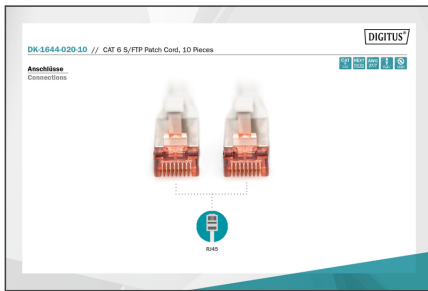 DIGITUS®
DK-1644-020-10 // CAT 6 S/FTP Patch Cord, 10 Pieces
Anschlüsse
Connections
RJ45